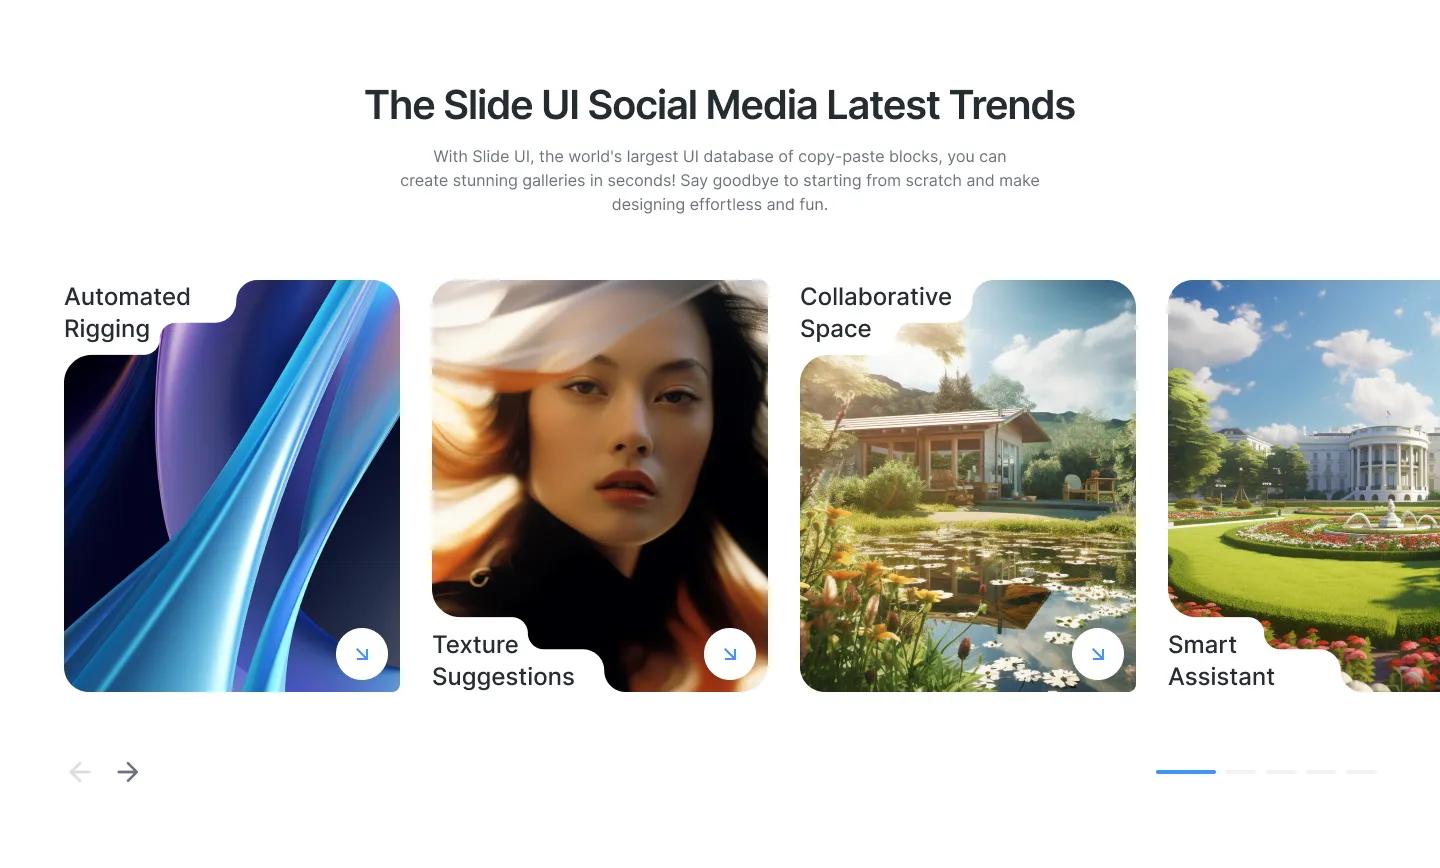 The Slide UI Social Media Latest Trends
With Slide UI, the world's largest UI database of copy-paste blocks, you can
create stunning galleries in seconds! Say goodbye to starting from scratch and make
designing effortless and fun.
Automated
Rigging
Texture
Suggestions
Collaborative
Space
Smart
Assistant